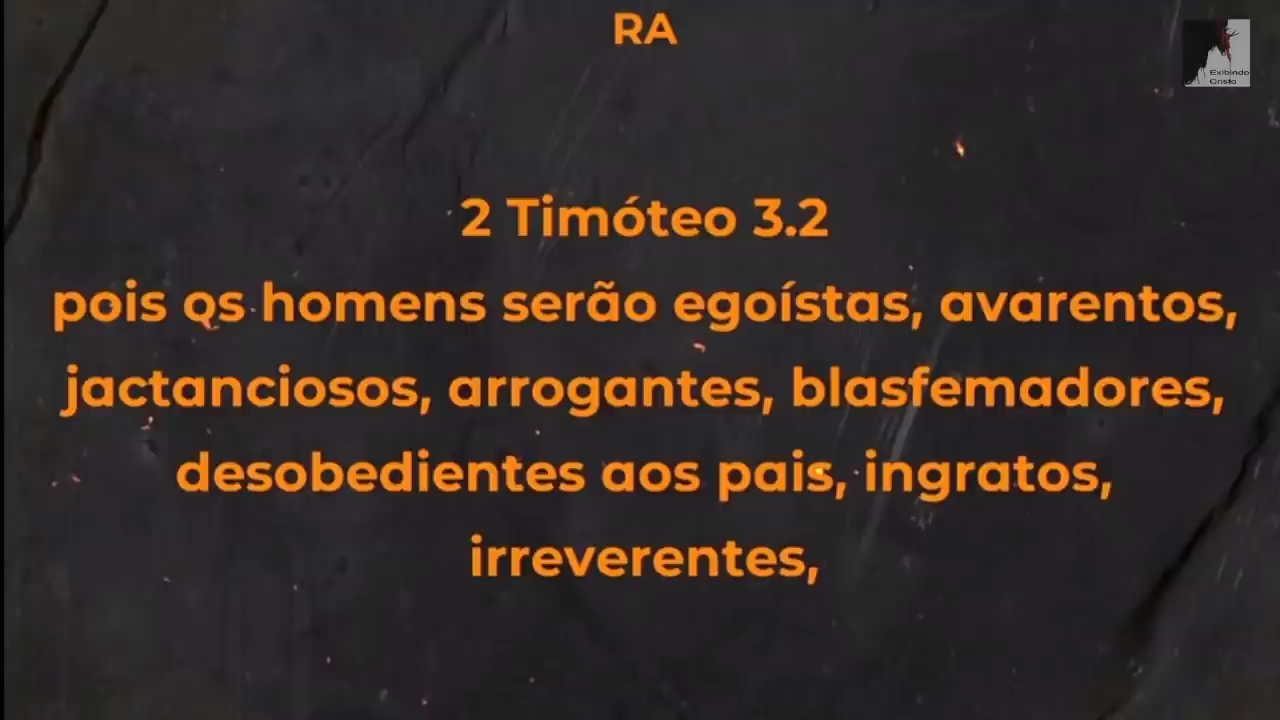 RA
Exibindo
Cristo
2 Timóteo 3.2
pois os homens serão egoístas, avarentos,
jactanciosos, arrogantes, blasfemadores,
desobedientes aos pais, ingratos,
irreverentes,